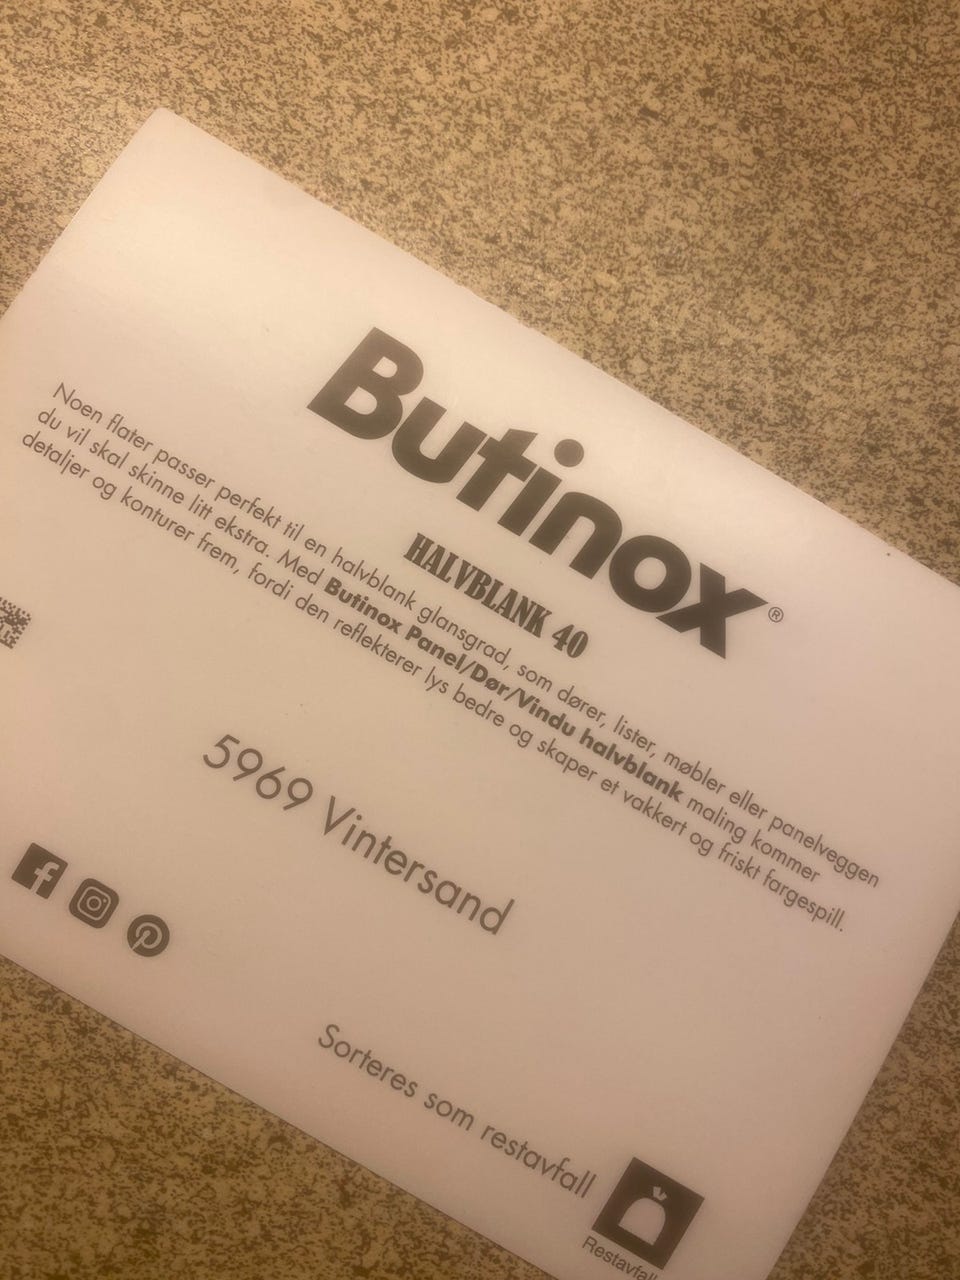 Butinox®
HALVBLANK 40
Noen flater passer perfekt til en halvblank glansgrad, som dører, lister, møbler eller panelveggen
du vil skal skinne litt ekstra. Med Butinox Panel/Dør/Vindu halvblank maling kommer
detaljer og konturer frem, fordi den reflekterer lys bedre og skaper et vakkert og friskt fargespill.
5969 Vintersand
Sorteres som restavfall
Restavfall